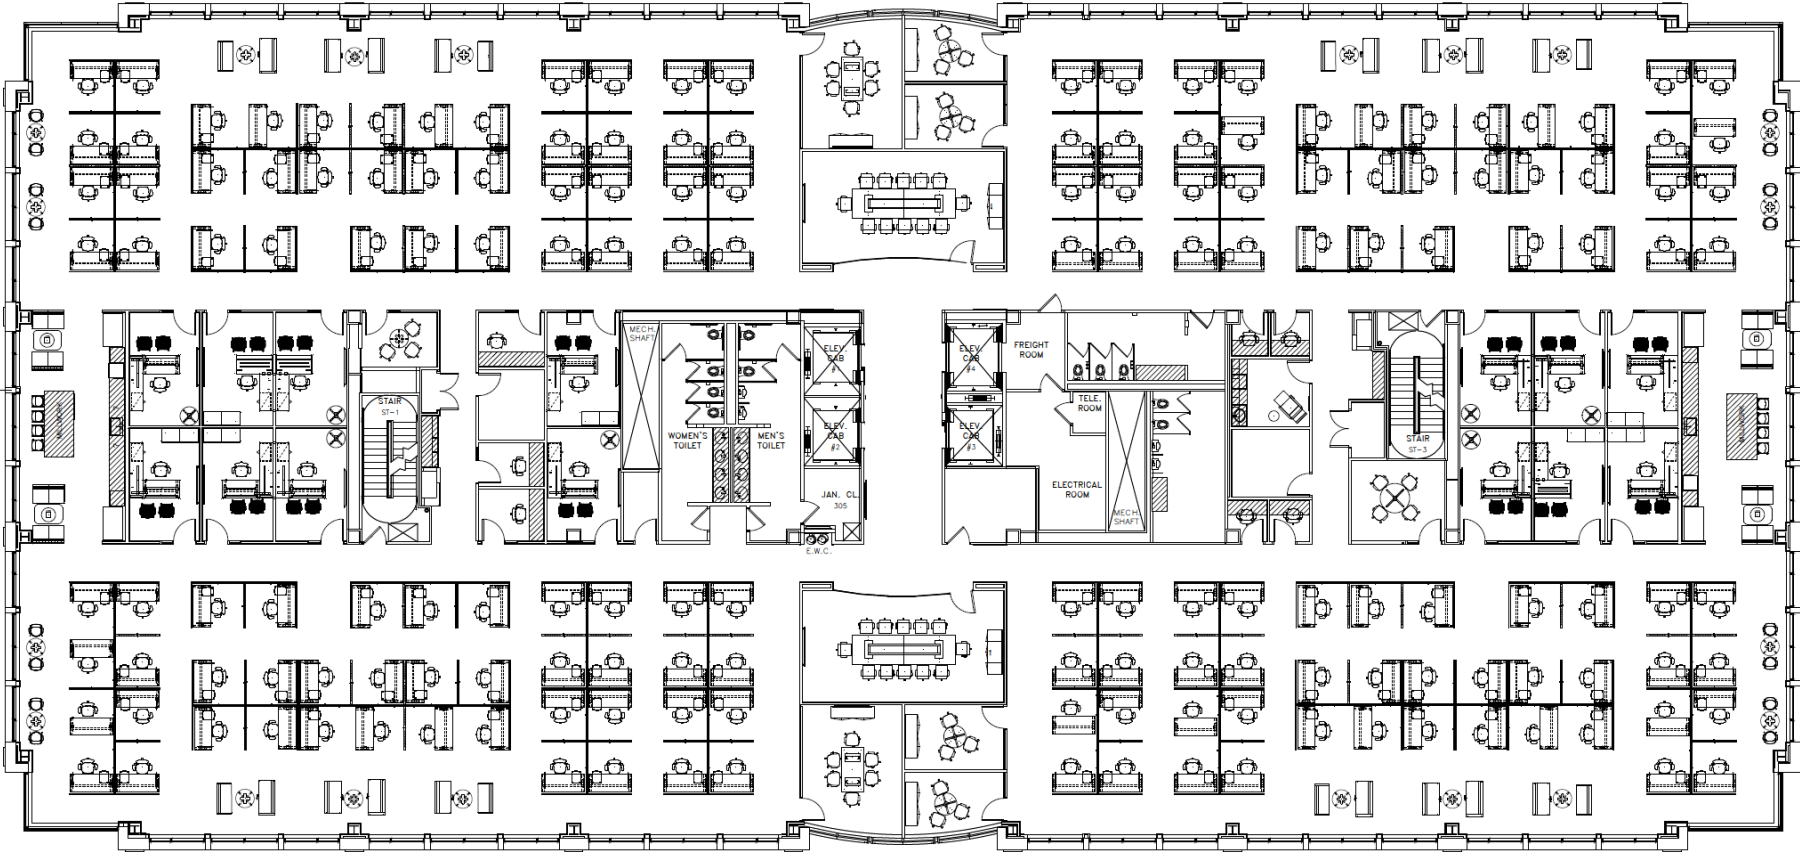 MECH.
SHAFT
ELEV.
CAB
ELEV.
CAB
#4
FREIGHT
ROOM
STAIR
ST-1
TELE.
ROOM
WOMEN'S
TOILET
MEN'S
TOILET
ELEV.
CAB
#2
ELEV.
CAB
#3
STAIR
ST-3
JAN. CL.
305
ELECTRICAL
ROOM
MECH.
SHAFT
E.W.C.